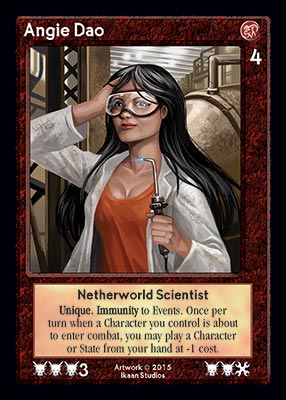 Angie Dao
4
Netherworld Scientist
Unique. Immunity to Events. Once per
turn when a Character you control is about
to enter combat, you may play a Character
or State from your hand at -1 cost.
3
Artwork © 2015
Ikaan Studios